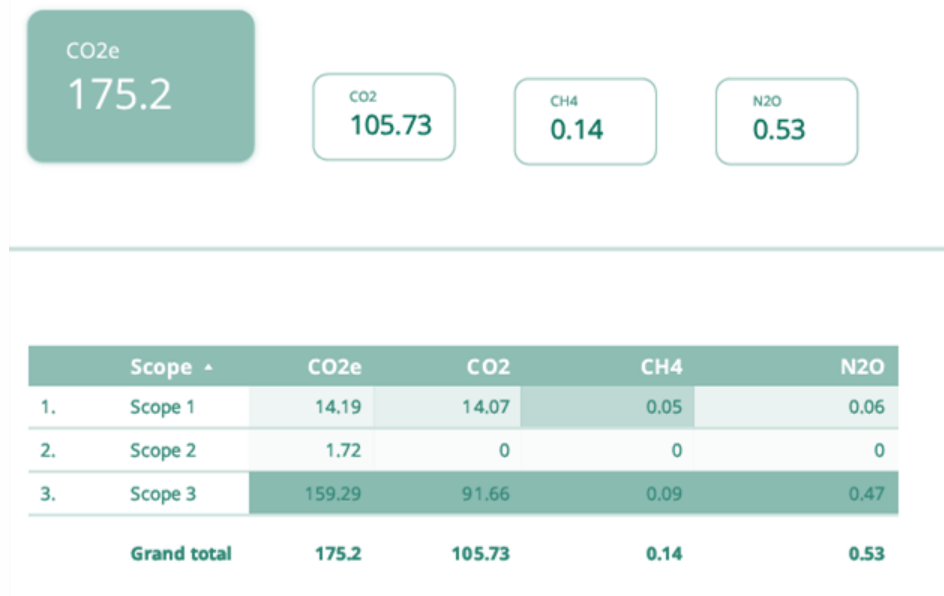 CO2e
175.2
CO2
105.73
CH4
0.14
N2O
0.53
Scope CO2e CO2 CH4 N2O
1. Scope 1 14.19 14.07 0.05 0.06
2. Scope 2 1.72 0 0 0
3. Scope 3 159.29 91.66 0.09 0.47
Grand total 175.2 105.73 0.14 0.53